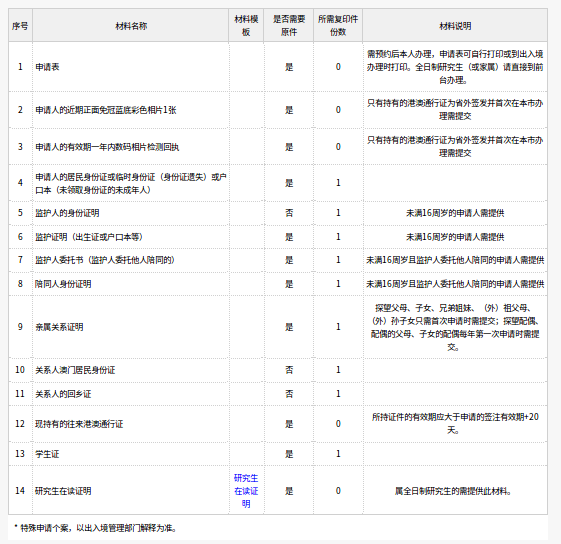 序号 材料名称 材料模板 是否需要原件 所需复印件份数 材料说明
1 申请表 是 0 需预约后本人办理，申请表可自行打印或到出入境办理时打印。全日制研究生（或家属）请直接到前台办理。
2 申请人的近期正面免冠蓝底彩色相片1张 是 0 只有持有的港澳通行证为省外签发并首次在本市办理需提交
3 申请人的有效期一年内数码相片检测回执 是 0 只有持有的港澳通行证为省外签发并首次在本市办理需提交
4 申请人的居民身份证或临时身份证（身份证遗失）或户口本（未领取身份证的未成年人） 是 1
5 监护人的身份证明 否 1 未满16周岁的申请人需提供
6 监护证明（出生证或户口本等） 是 1 未满16周岁的申请人需提供
7 监护人委托书（监护人委托他人陪同的） 是 1 未满16周岁且监护人委托他人陪同的申请人需提供
8 陪同人身份证明 是 1 未满16周岁且监护人委托他人陪同的申请人需提供
9 亲属关系证明 是 1 探望父母、子女、兄弟姐妹、（外）祖父母、（外）孙子女只需首次申请时需提交；探望配偶、配偶的父母、子女的配偶每年第一次申请时需提交。
10 关系人澳门居民身份证 否 1
11 关系人的回乡证 否 1
12 现持有的往来港澳通行证 是 0 所持证件的有效期应大于申请的签注有效期+20天。
13 学生证 是 1
14 研究生在读证明 研究生在读证明 是 0 属全日制研究生的需提供此材料。
* 特殊申请个案，以出入境管理部门解释为准。